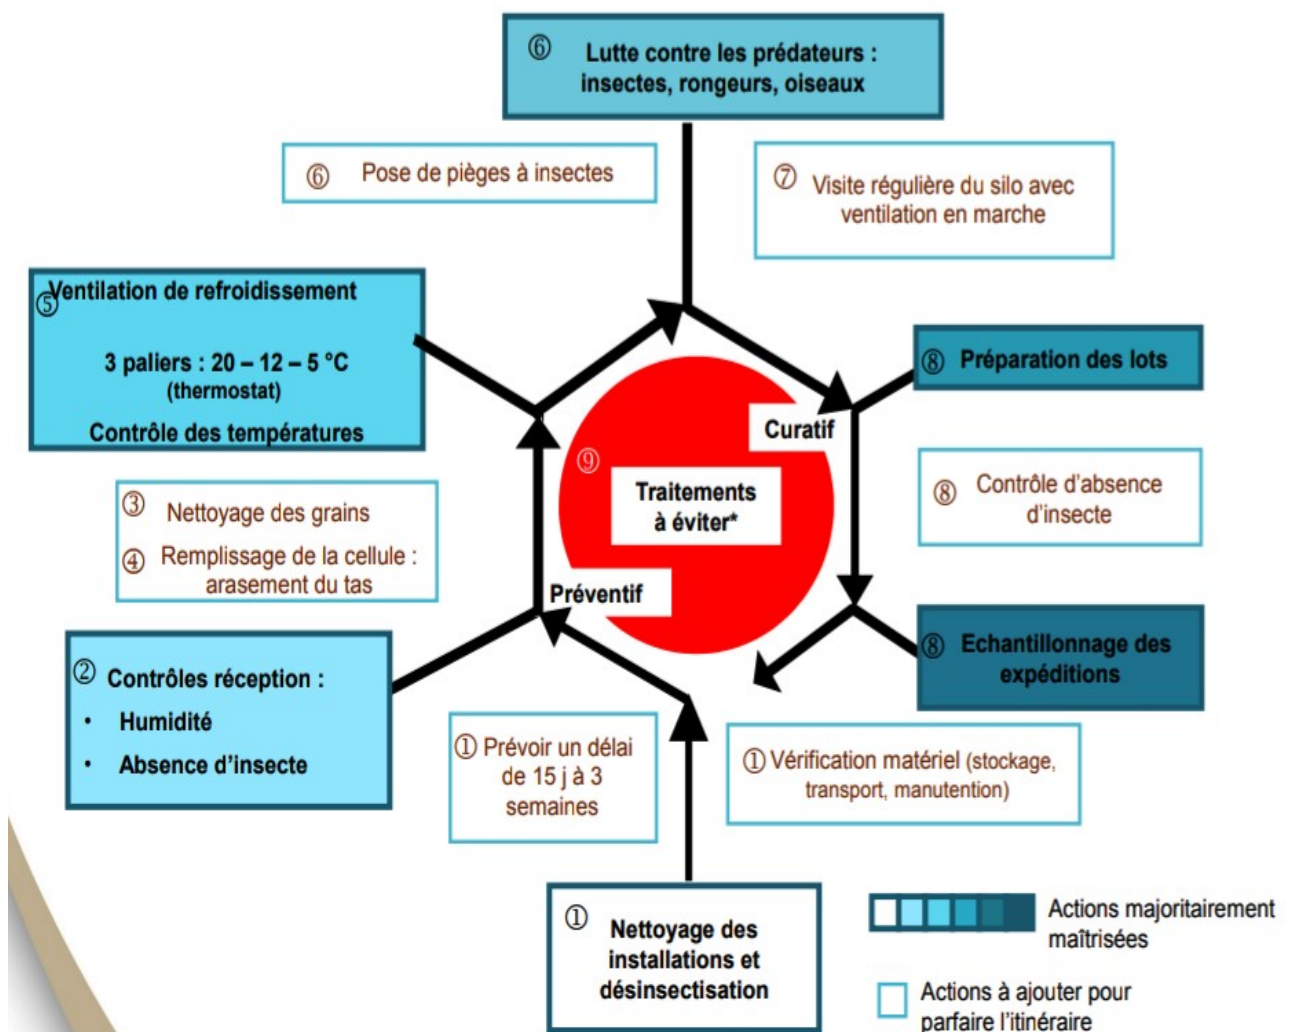 ⑥ Lutte contre les prédateurs :
insectes, rongeurs, oiseaux
⑥ Pose de pièges à insectes
⑦ Visite régulière du silo avec
ventilation en marche
⑤ Ventilation de refroidissement
3 paliers : 20 – 12 – 5 °C
(thermostat)
Contrôle des températures
⑧ Préparation des lots
Curatif
⑨ Traitements
à éviter*
Préventif
③ Nettoyage des grains
④ Remplissage de la cellule :
arasement du tas
⑧ Contrôle d’absence
d’insecte
② Contrôles réception :
• Humidité
• Absence d’insecte
⑧ Echantillonnage des
expéditions
① Prévoir un délai
de 15 j à 3
semaines
① Vérification matériel (stockage,
transport, manutention)
① Nettoyage des
installations et
désinsectisation
Actions majoritairement
maîtrisées
Actions à ajouter pour
parfaire l’itinéraire